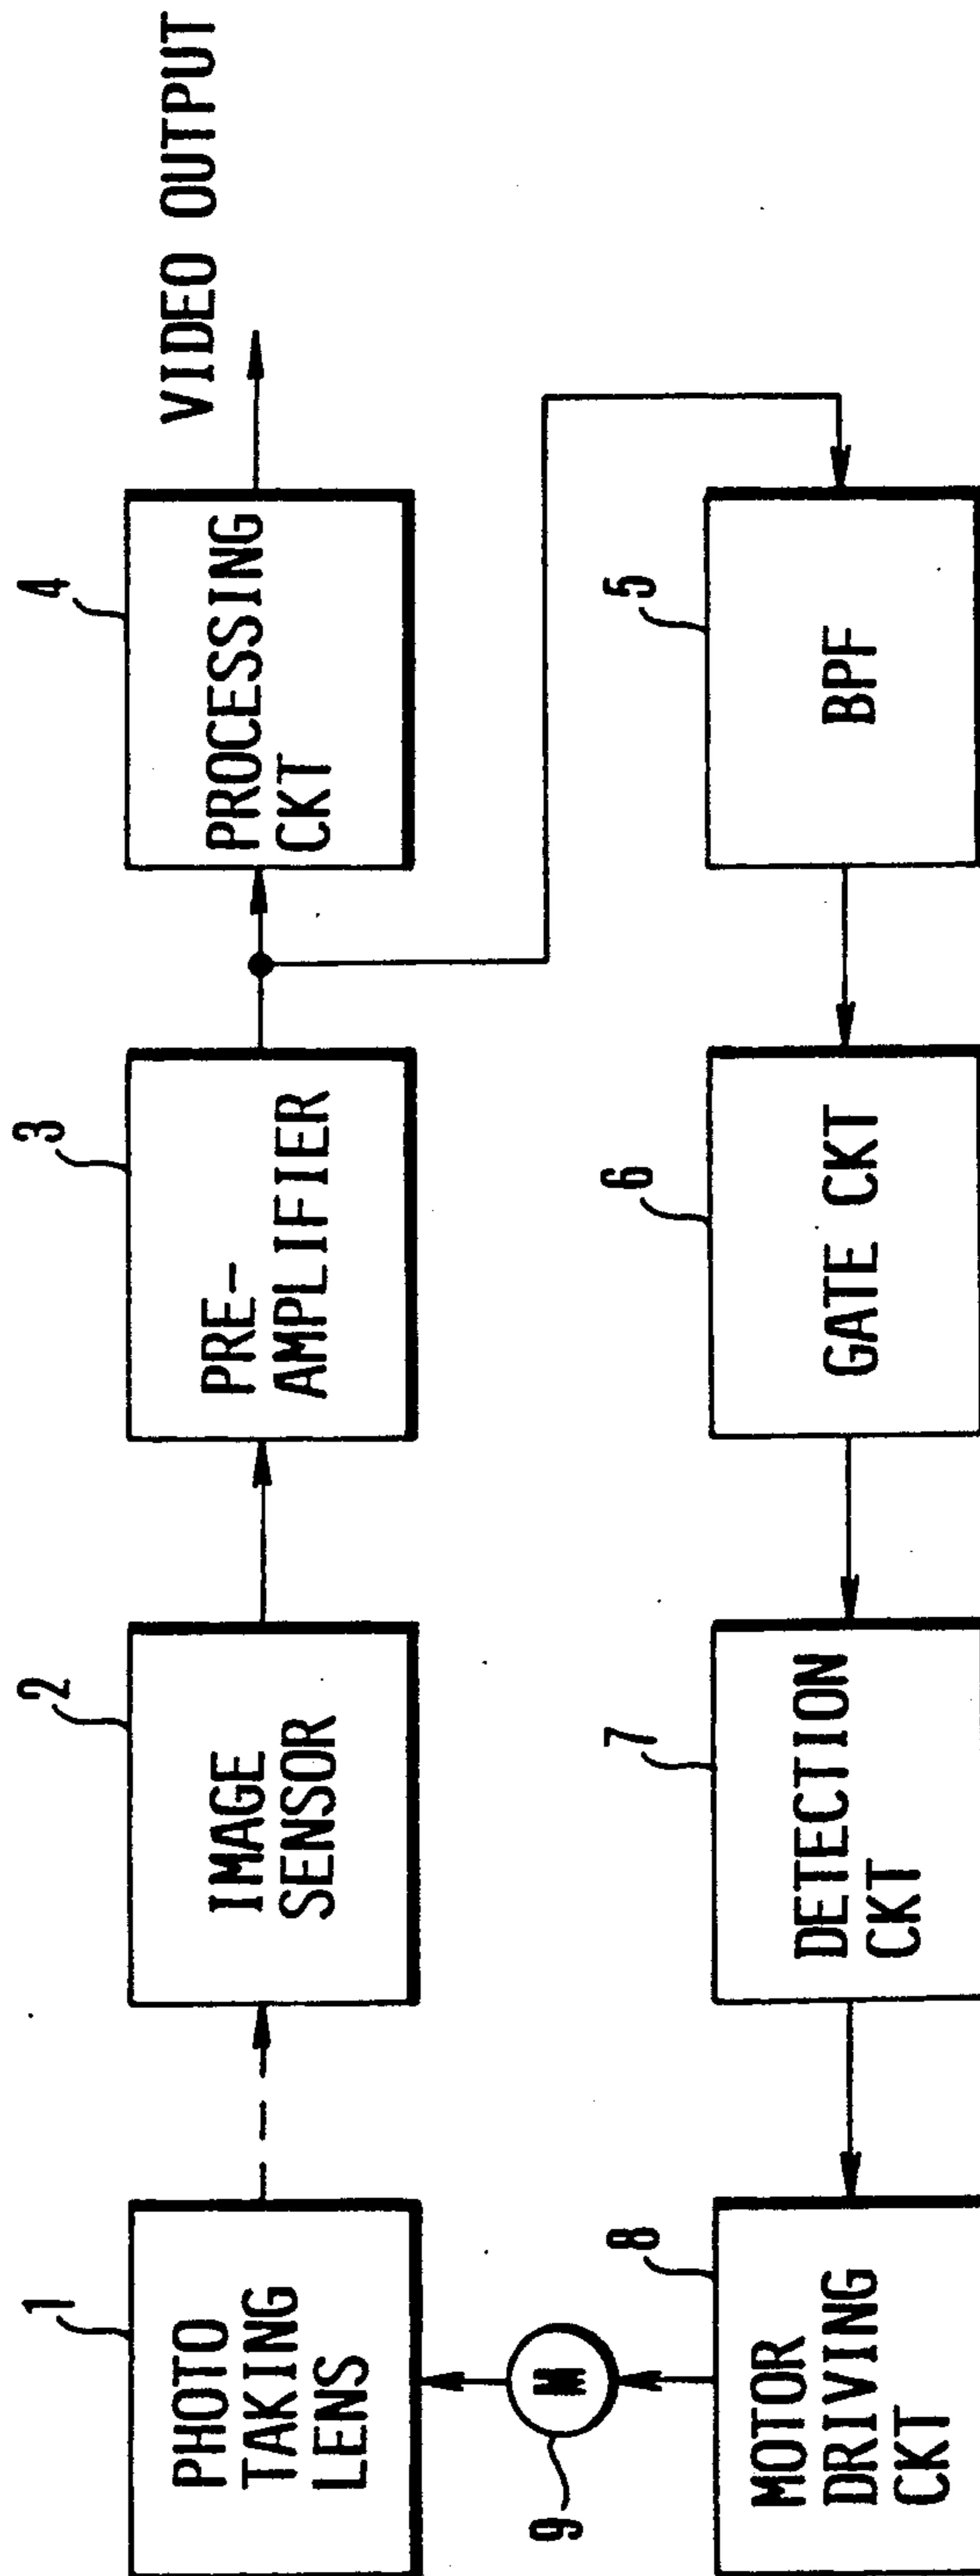 1
PHOTO
TAKING
LENS
2
IMAGE
SENSOR
3
PRE-
AMPLIFIER
4
PROCESSING
CKT
VIDEO OUTPUT
5
BPF
6
GATE CKT
7
DETECTION
CKT
8
MOTOR
DRIVING
CKT
9
M